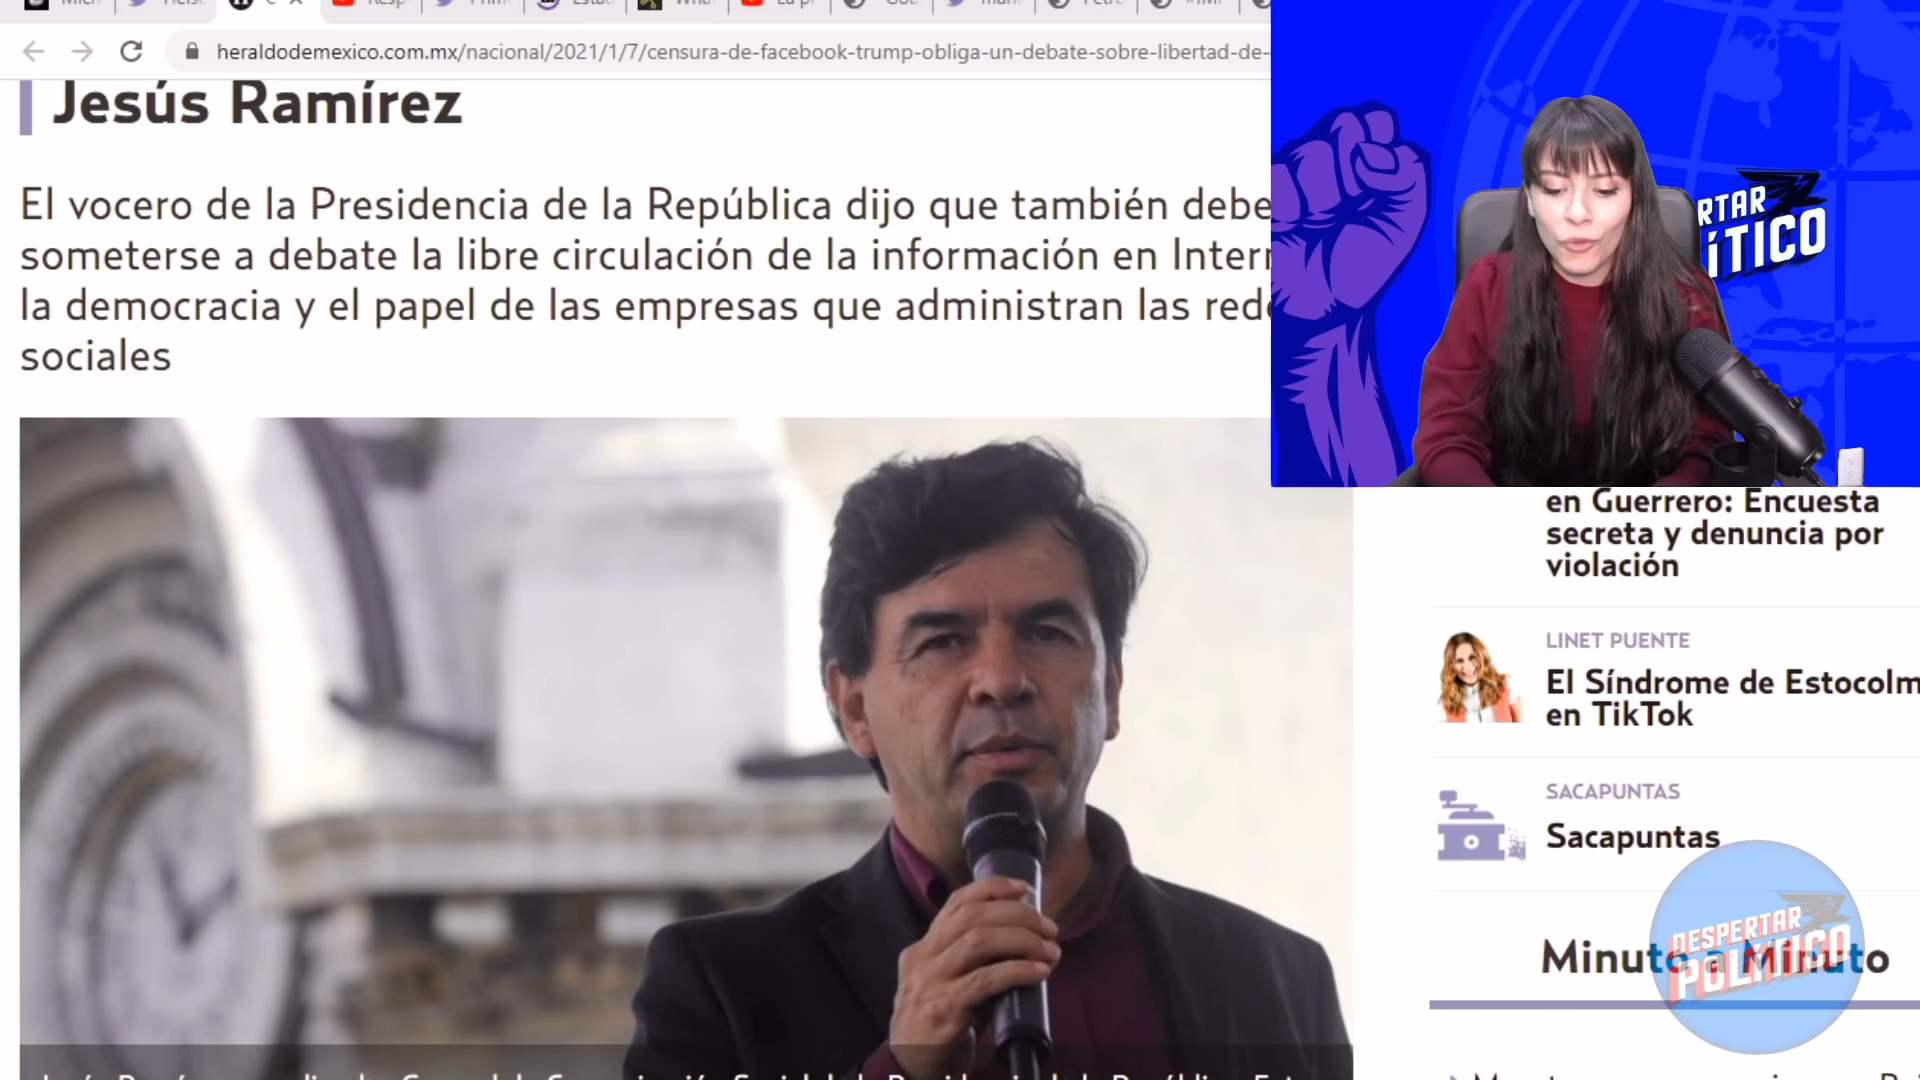 heraldodemexico.com.mx/nacional/2021/1/7/censura-de-facebook-trump-obliga-un-debate-sobre-libertad-de-
Jesús Ramírez
El vocero de la Presidencia de la República dijo que también debe
someterse a debate la libre circulación de la información en Inter
la democracia y el papel de las empresas que administran las red
sociales
RTAR
ÍTICO
en Guerrero: Encuesta
secreta y denuncia por
violación
LINET PUENTE
El Síndrome de Estocolm
en TikTok
SACAPUNTAS
Sacapuntas
Minuto a Minuto
DESPERTAR
POLÍTICO